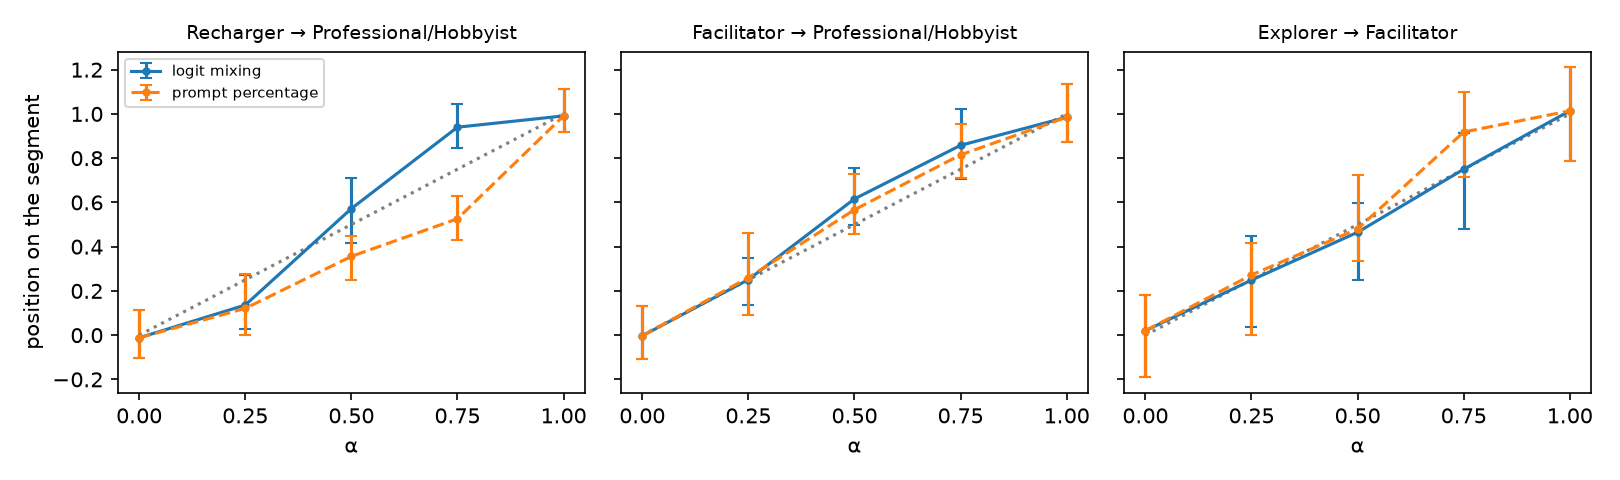 Recharger → Professional/Hobbyist
Facilitator → Professional/Hobbyist
Explorer → Facilitator
position on the segment
1.2
1.0
0.8
0.6
0.4
0.2
0.0
−0.2
logit mixing
prompt percentage
0.00 0.25 0.50 0.75 1.00
0.00 0.25 0.50 0.75 1.00
0.00 0.25 0.50 0.75 1.00
α
α
α